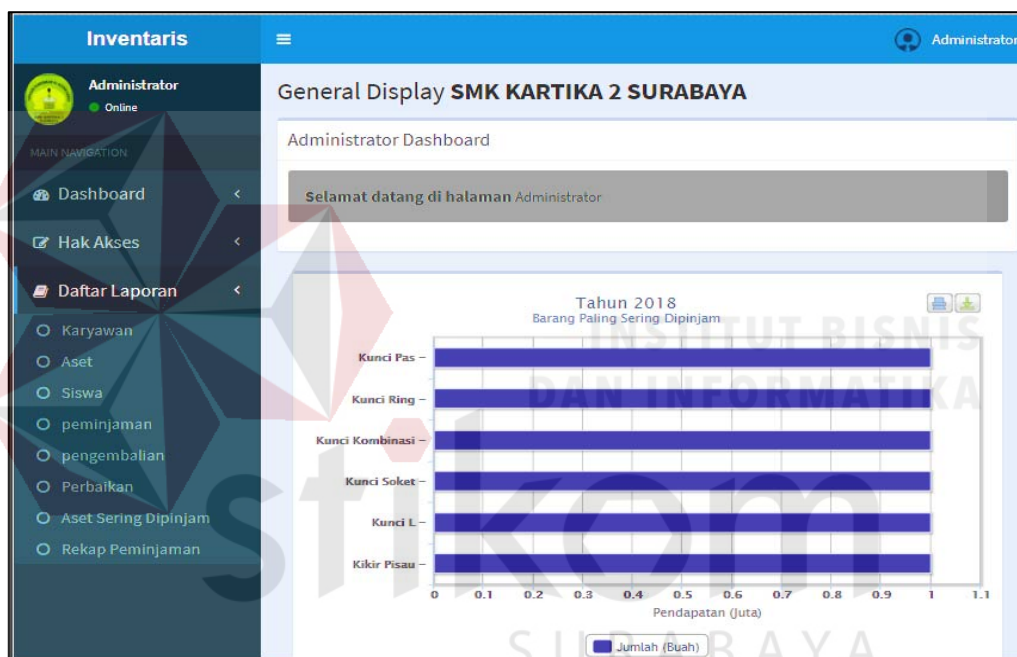 Inventaris
Administrator
Administrator
Online
MAIN NAVIGATION
Dashboard
Hak Akses
Daftar Laporan
Karyawan
Aset
Siswa
peminjaman
pengembalian
Perbaikan
Aset Sering Dipinjam
Rekap Peminjaman
General Display SMK KARTIKA 2 SURABAYA
Administrator Dashboard
Selamat datang di halaman Administrator
Tahun 2018
Barang Paling Sering Dipinjam
Kunci Pas
Kunci Ring
Kunci Kombinasi
Kunci Soket
Kunci L
Kikir Pisau
0 0.1 0.2 0.3 0.4 0.5 0.6 0.7 0.8 0.9 1 1.1
Pendapatan (Juta)
Jumlah (Buah)
INSTITUT BISNIS
DAN INFORMATIKA
stikom
SURABAYA